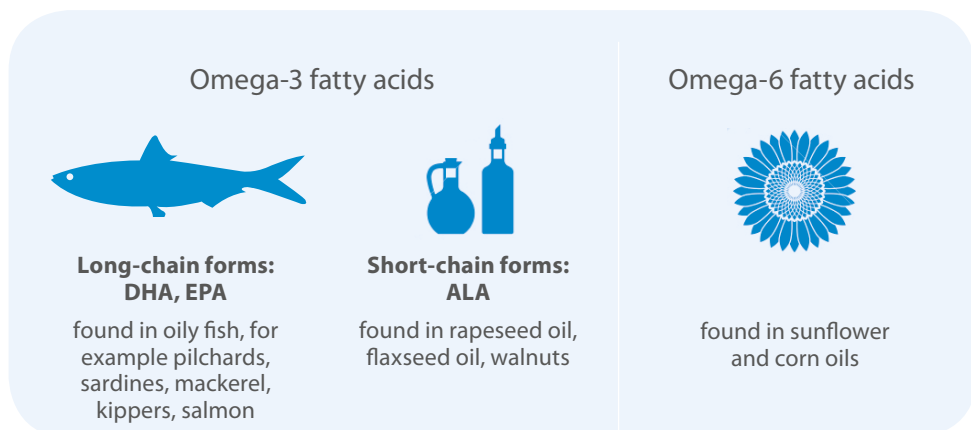 Omega-3 fatty acids
Long-chain forms:
DHA, EPA
found in oily fish, for
example pilchards,
sardines, mackerel,
kippers, salmon
Short-chain forms:
ALA
found in rapeseed oil,
flaxseed oil, walnuts
Omega-6 fatty acids
found in sunflower
and corn oils